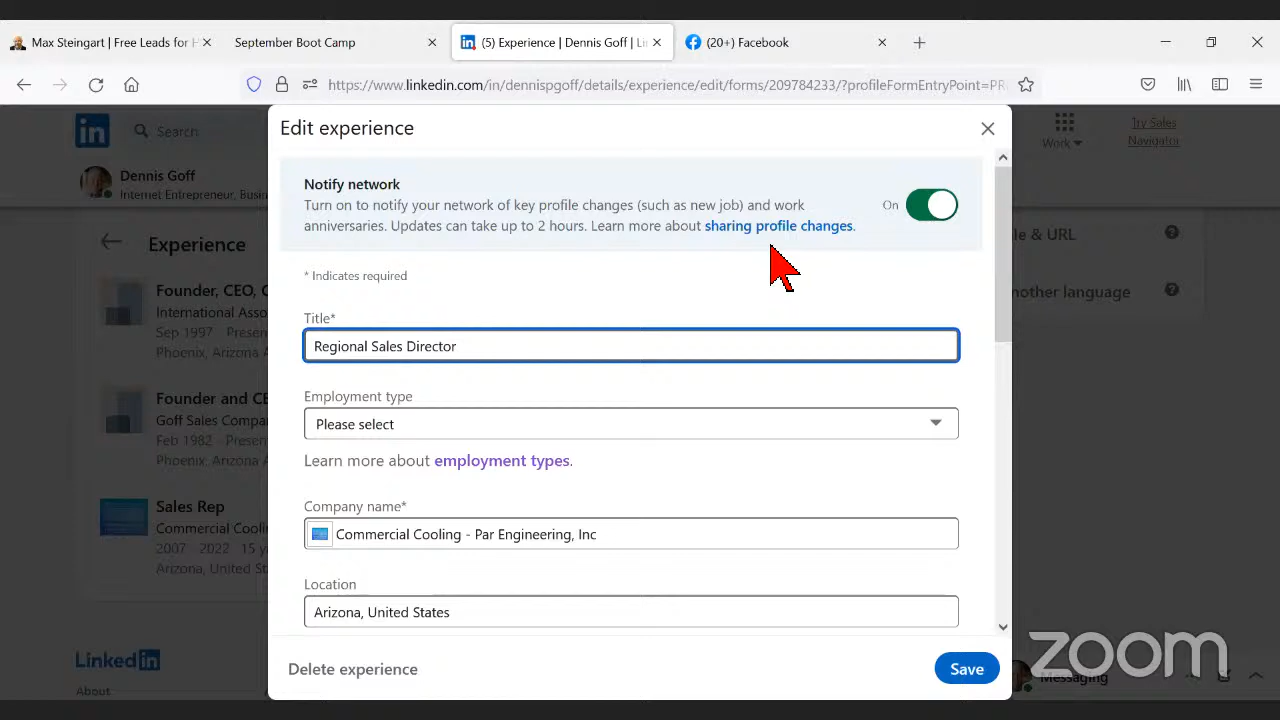 Max Steingart | Free Leads for H
September Boot Camp
(5) Experience | Dennis Goff | Li
(20+) Facebook
https://www.linkedin.com/in/dennispgoff/details/experience/edit/forms/209784233/?profileFormEntryPoint=PR
in
Search
Work
Try Sales
Navigator
Dennis Goff
Internet Entrepreneur, Busin
Experience
Founder, CEO, C
International Asso
Sep 1997 - Presen
Phoenix, Arizona A
Founder and CE
Goff Sales Compa
Feb 1982 - Presen
Phoenix, Arizona A
Sales Rep
Commercial Coolin
2007 - 2022 · 15 y
Arizona, United St
le & URL
nother language
Edit experience
Notify network
Turn on to notify your network of key profile changes (such as new job) and work
anniversaries. Updates can take up to 2 hours. Learn more about sharing profile changes.
On
* Indicates required
Title*
Regional Sales Director
Employment type
Please select
Learn more about employment types.
Company name*
Commercial Cooling - Par Engineering, Inc
Location
Arizona, United States
Delete experience
Save
LinkedIn
About
Messaging
zoom